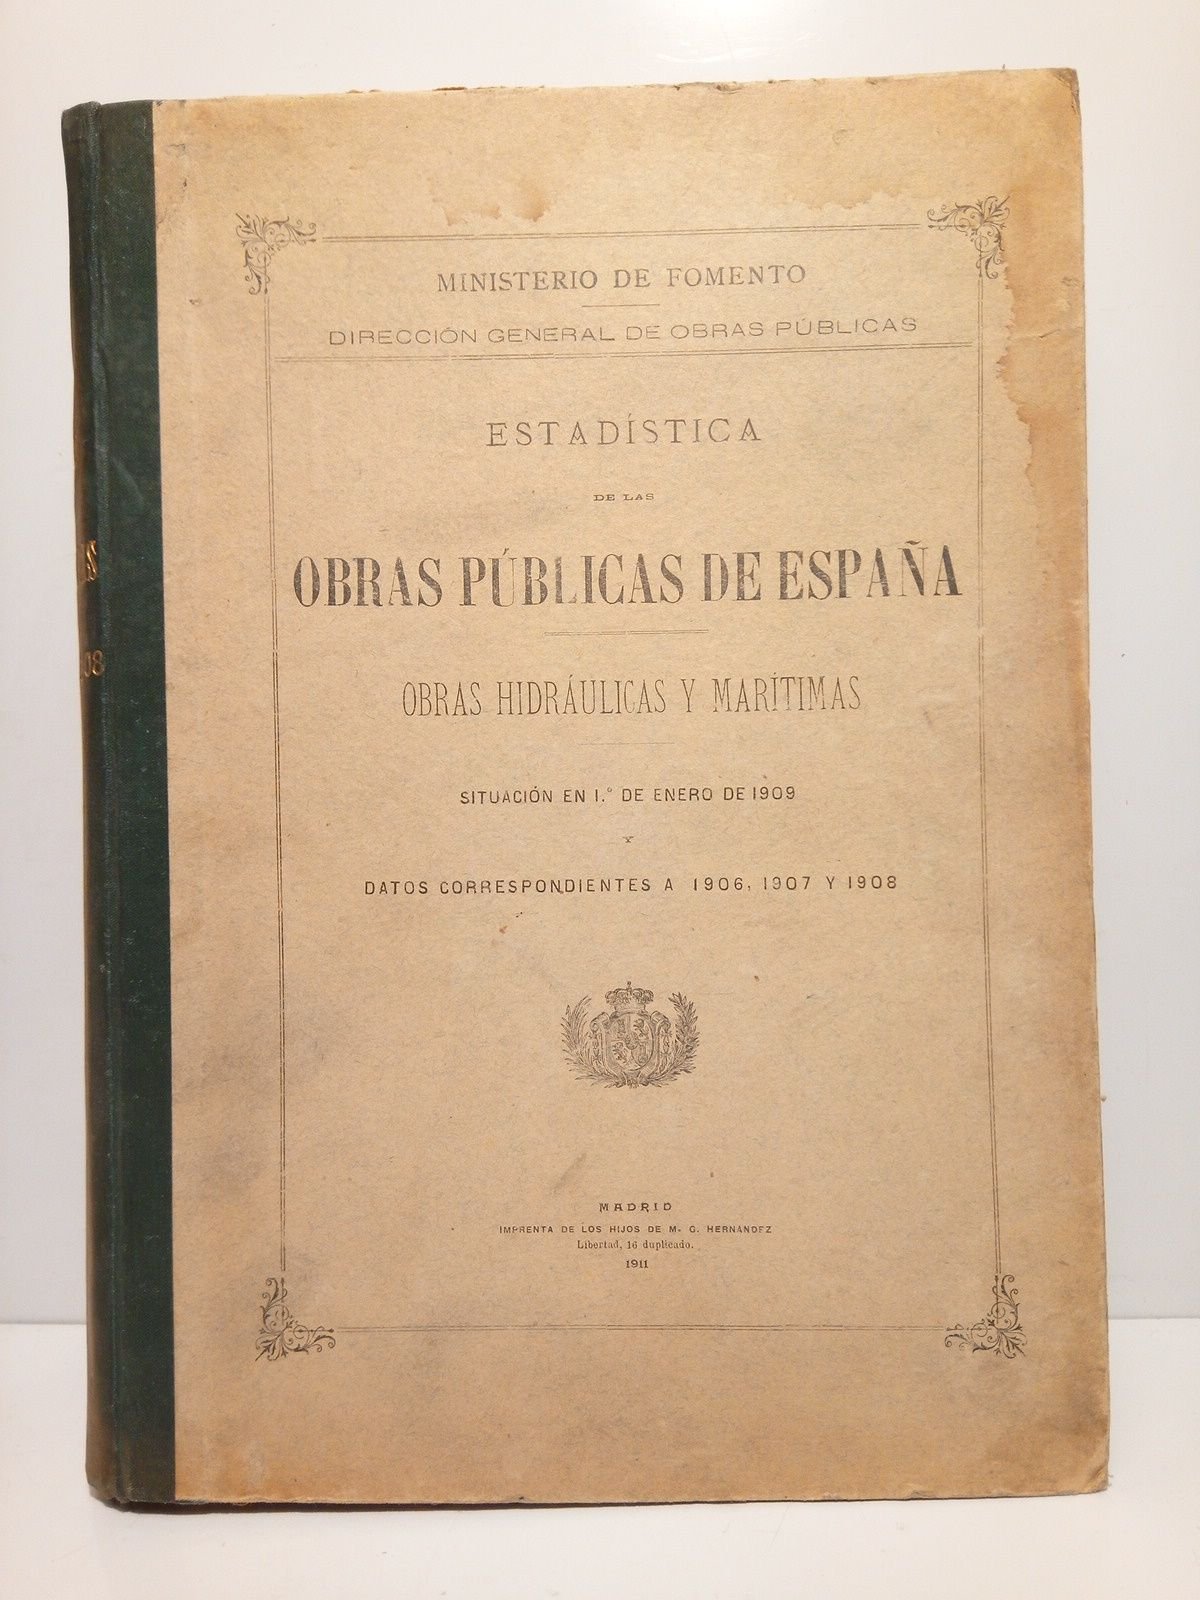 MINISTERIO DE FOMENTO
DIRECCIÓN GENERAL DE OBRAS PÚBLICAS
ESTADÍSTICA
DE LAS
OBRAS PÚBLICAS DE ESPAÑA
OBRAS HIDRÁULICAS Y MARÍTIMAS
SITUACIÓN EN 1.º DE ENERO DE 1909
Y
DATOS CORRESPONDIENTES A 1906, 1907 Y 1908
MADRID
IMPRENTA DE LOS HIJOS DE M. G. HERNÁNDEZ
Libertad, 16 duplicado.
1911